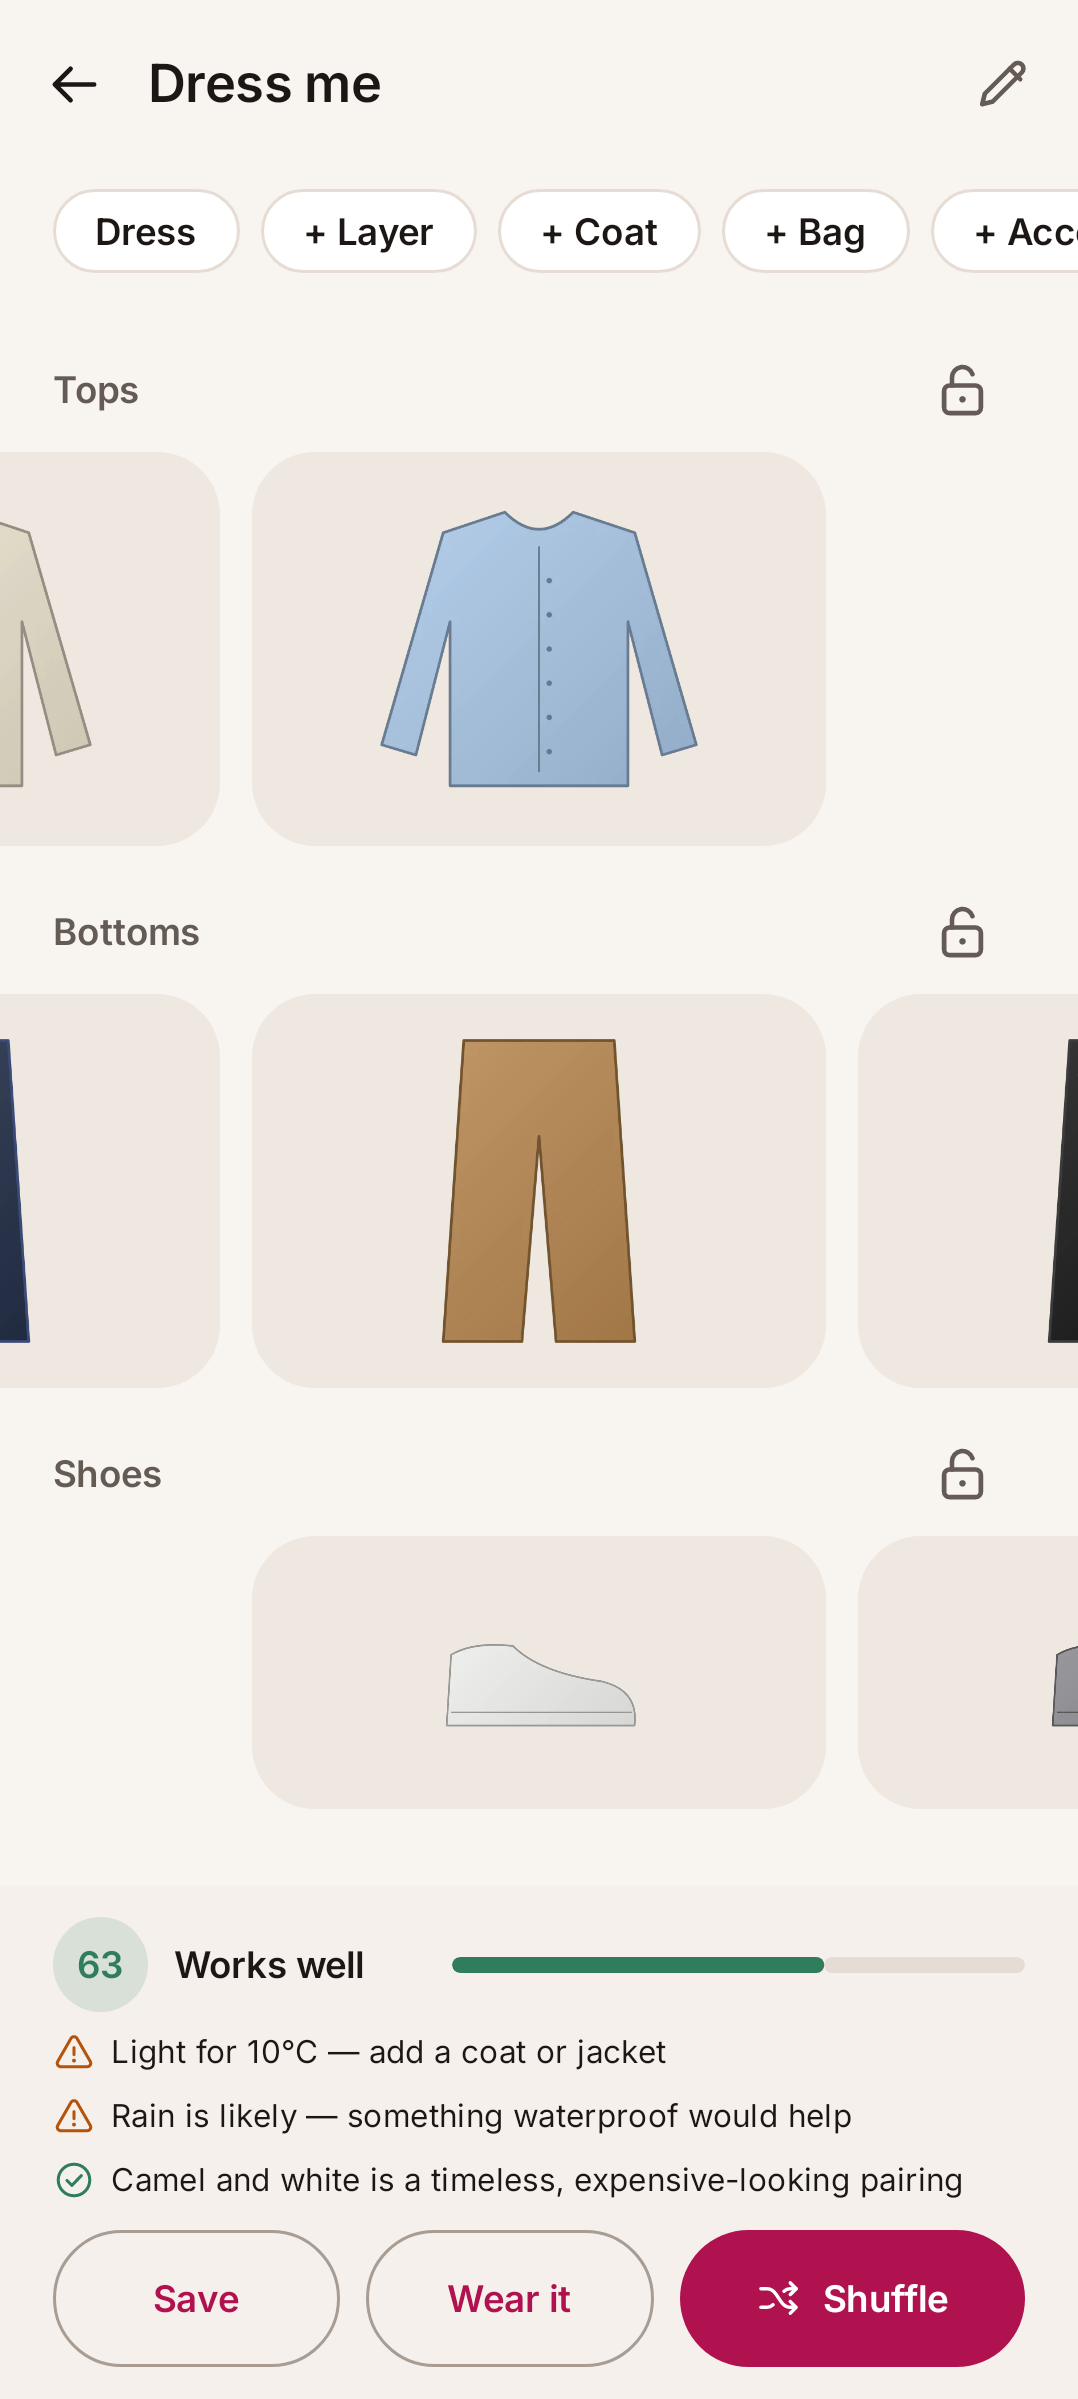 Dress me
Dress
+ Layer
+ Coat
+ Bag
+ Acc
Tops
Bottoms
Shoes
63
Works well
Light for 10°C — add a coat or jacket
Rain is likely — something waterproof would help
Camel and white is a timeless, expensive-looking pairing
Save
Wear it
Shuffle